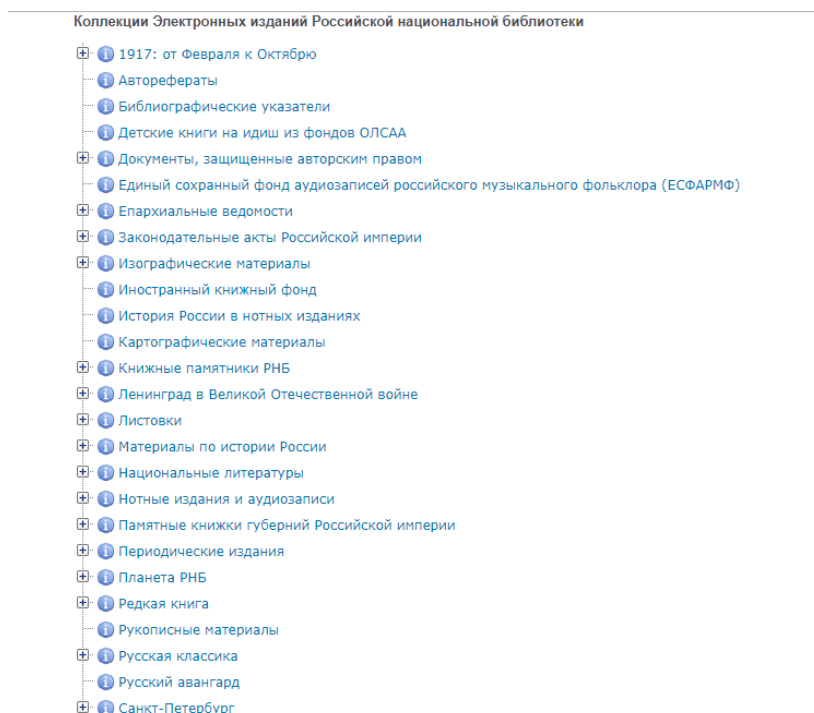 Коллекции Электронных изданий Российской национальной библиотеки
1917: от Февраля к Октябрю
Авторефераты
Библиографические указатели
Детские книги на идиш из фондов ОЛСАА
Документы, защищенные авторским правом
Единый сохранный фонд аудиозаписей российского музыкального фольклора (ЕСФАРМФ)
Епархиальные ведомости
Законодательные акты Российской империи
Изографические материалы
Иностранный книжный фонд
История России в нотных изданиях
Картографические материалы
Книжные памятники РНБ
Ленинград в Великой Отечественной войне
Листовки
Материалы по истории России
Национальные литературы
Нотные издания и аудиозаписи
Памятные книжки губерний Российской империи
Периодические издания
Планета РНБ
Редкая книга
Рукописные материалы
Русская классика
Русский авангард
Санкт-Петербург